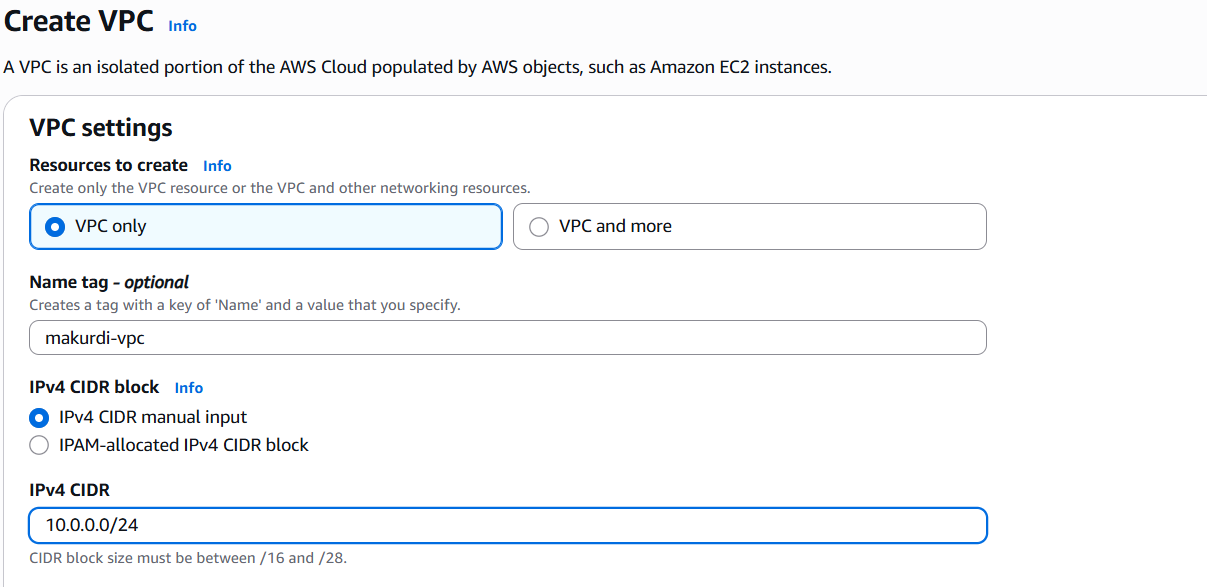 Create VPC Info
A VPC is an isolated portion of the AWS Cloud populated by AWS objects, such as Amazon EC2 instances.
VPC settings
Resources to create Info
Create only the VPC resource or the VPC and other networking resources.
VPC only VPC and more
Name tag - optional
Creates a tag with a key of 'Name' and a value that you specify.
makurdi-vpc
IPv4 CIDR block Info
IPv4 CIDR manual input
IPAM-allocated IPv4 CIDR block
IPv4 CIDR
10.0.0.0/24
CIDR block size must be between /16 and /28.